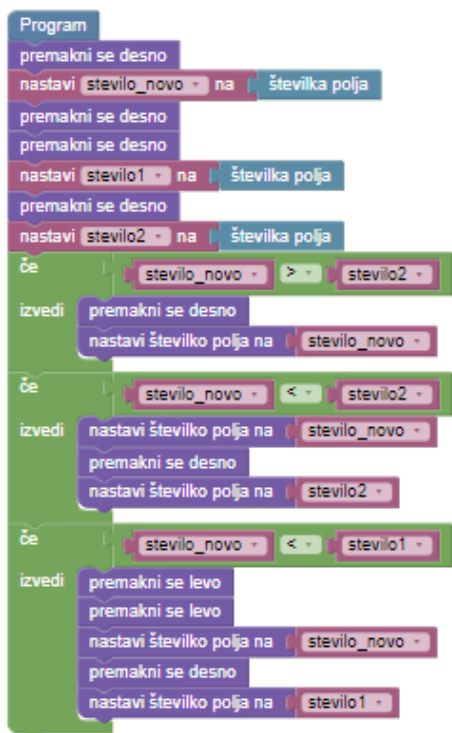 Program
premakni se desno
nastavi stevilo_novo na številka polja
premakni se desno
premakni se desno
nastavi stevilo1 na številka polja
premakni se desno
nastavi stevilo2 na številka polja
če stevilo_novo > stevilo2
izvedi premakni se desno
nastavi številko polja na stevilo_novo
če stevilo_novo < stevilo2
izvedi nastavi številko polja na stevilo_novo
premakni se desno
nastavi številko polja na stevilo2
če stevilo_novo < stevilo1
izvedi premakni se levo
premakni se levo
nastavi številko polja na stevilo_novo
premakni se desno
nastavi številko polja na stevilo1